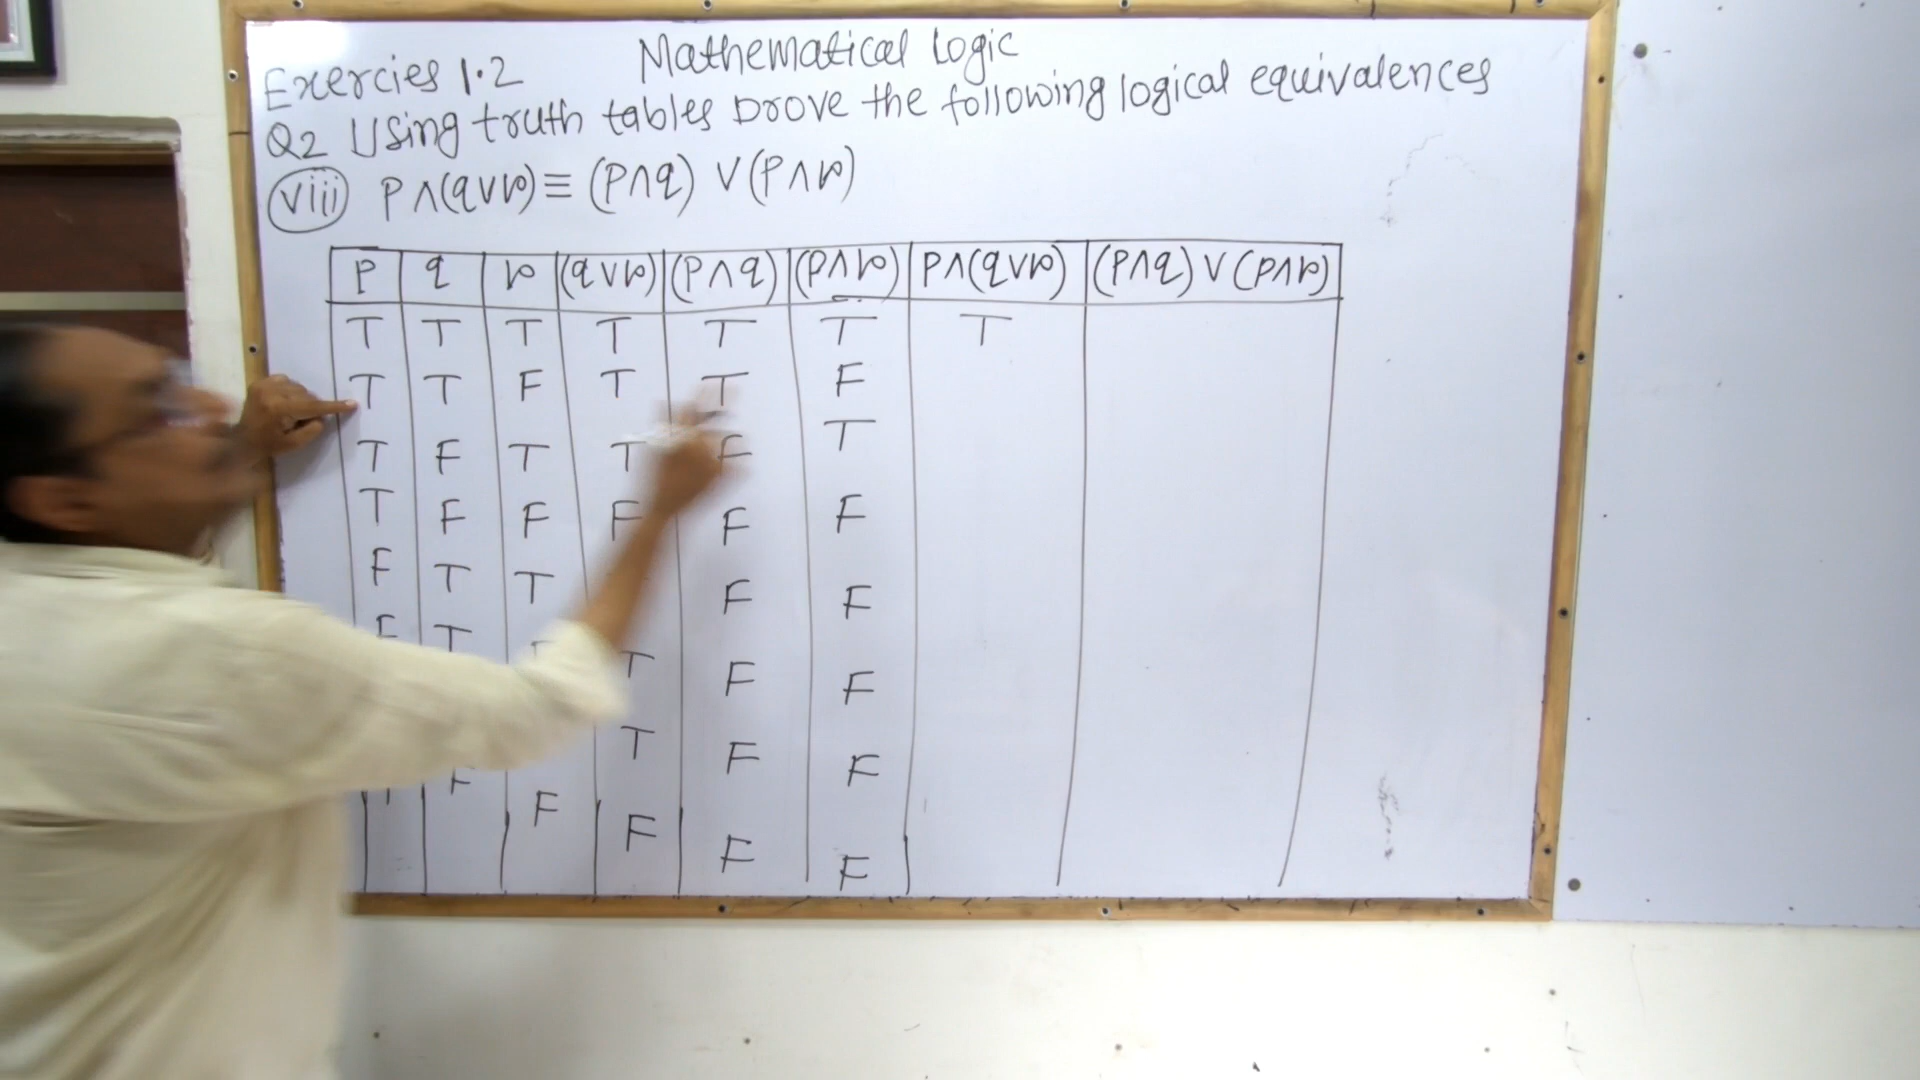 Mathematical Logic
Exercies 1.2
Q2 Using truth tables prove the following logical equivalences
(viii) p∧(q∨r) ≡ (p∧q) ∨ (p∧r)
p q r (q∨r) (p∧q) (p∧r) p∧(q∨r) (p∧q) ∨ (p∧r)
T T T T T T T
T T F T T F
T F T T F T
T F F F F F
F T T F F
F T T F F
T F F
F F F F F